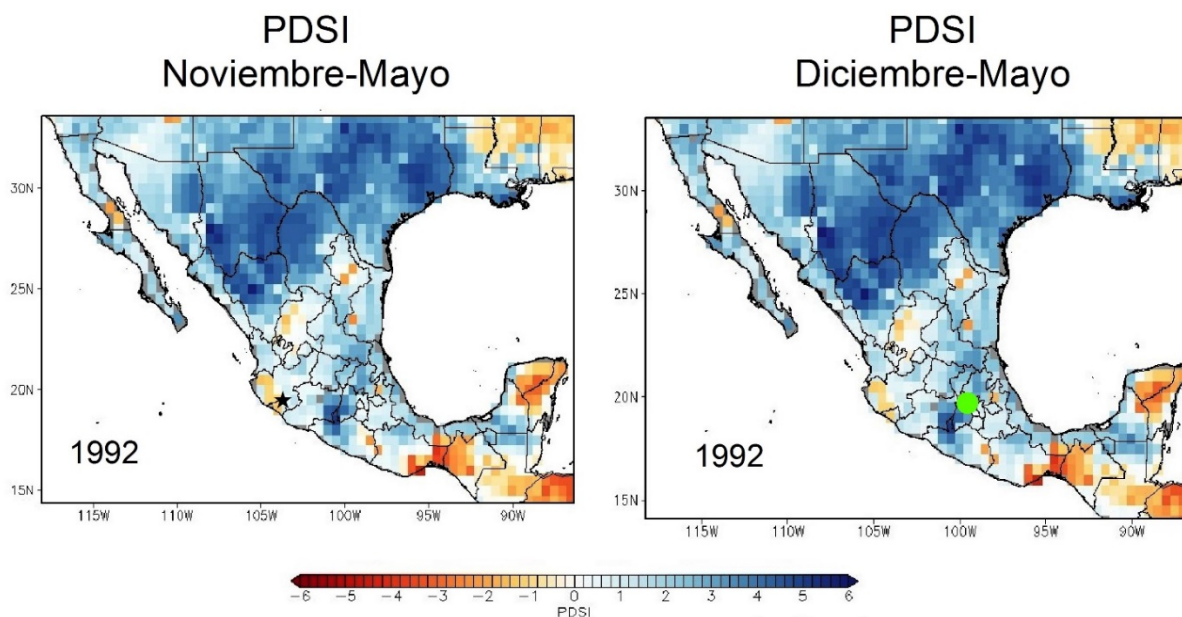 PDSI
Noviembre-Mayo
PDSI
Diciembre-Mayo
30N
25N
20N
15N
1992
115W 110W 105W 100W 95W 90W
30N
25N
20N
15N
1992
115W 110W 105W 100W 95W 90W
−6 −5 −4 −3 −2 −1 0 1 2 3 4 5 6
PDSI